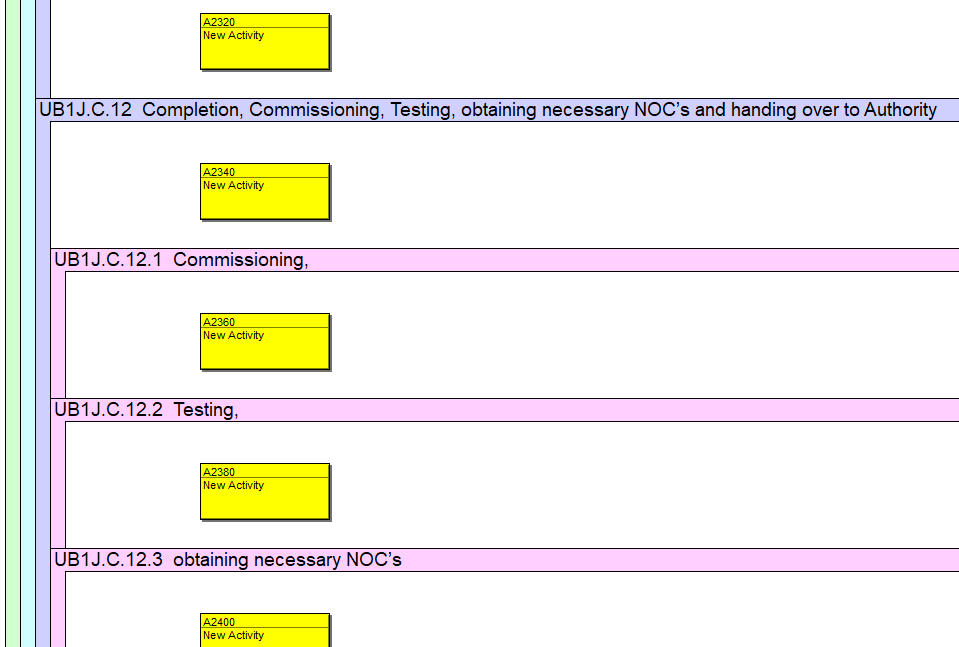 A2320
New Activity
UB1J.C.12 Completion, Commissioning, Testing, obtaining necessary NOC’s and handing over to Authority
A2340
New Activity
UB1J.C.12.1 Commissioning,
A2360
New Activity
UB1J.C.12.2 Testing,
A2380
New Activity
UB1J.C.12.3 obtaining necessary NOC’s
A2400
New Activity